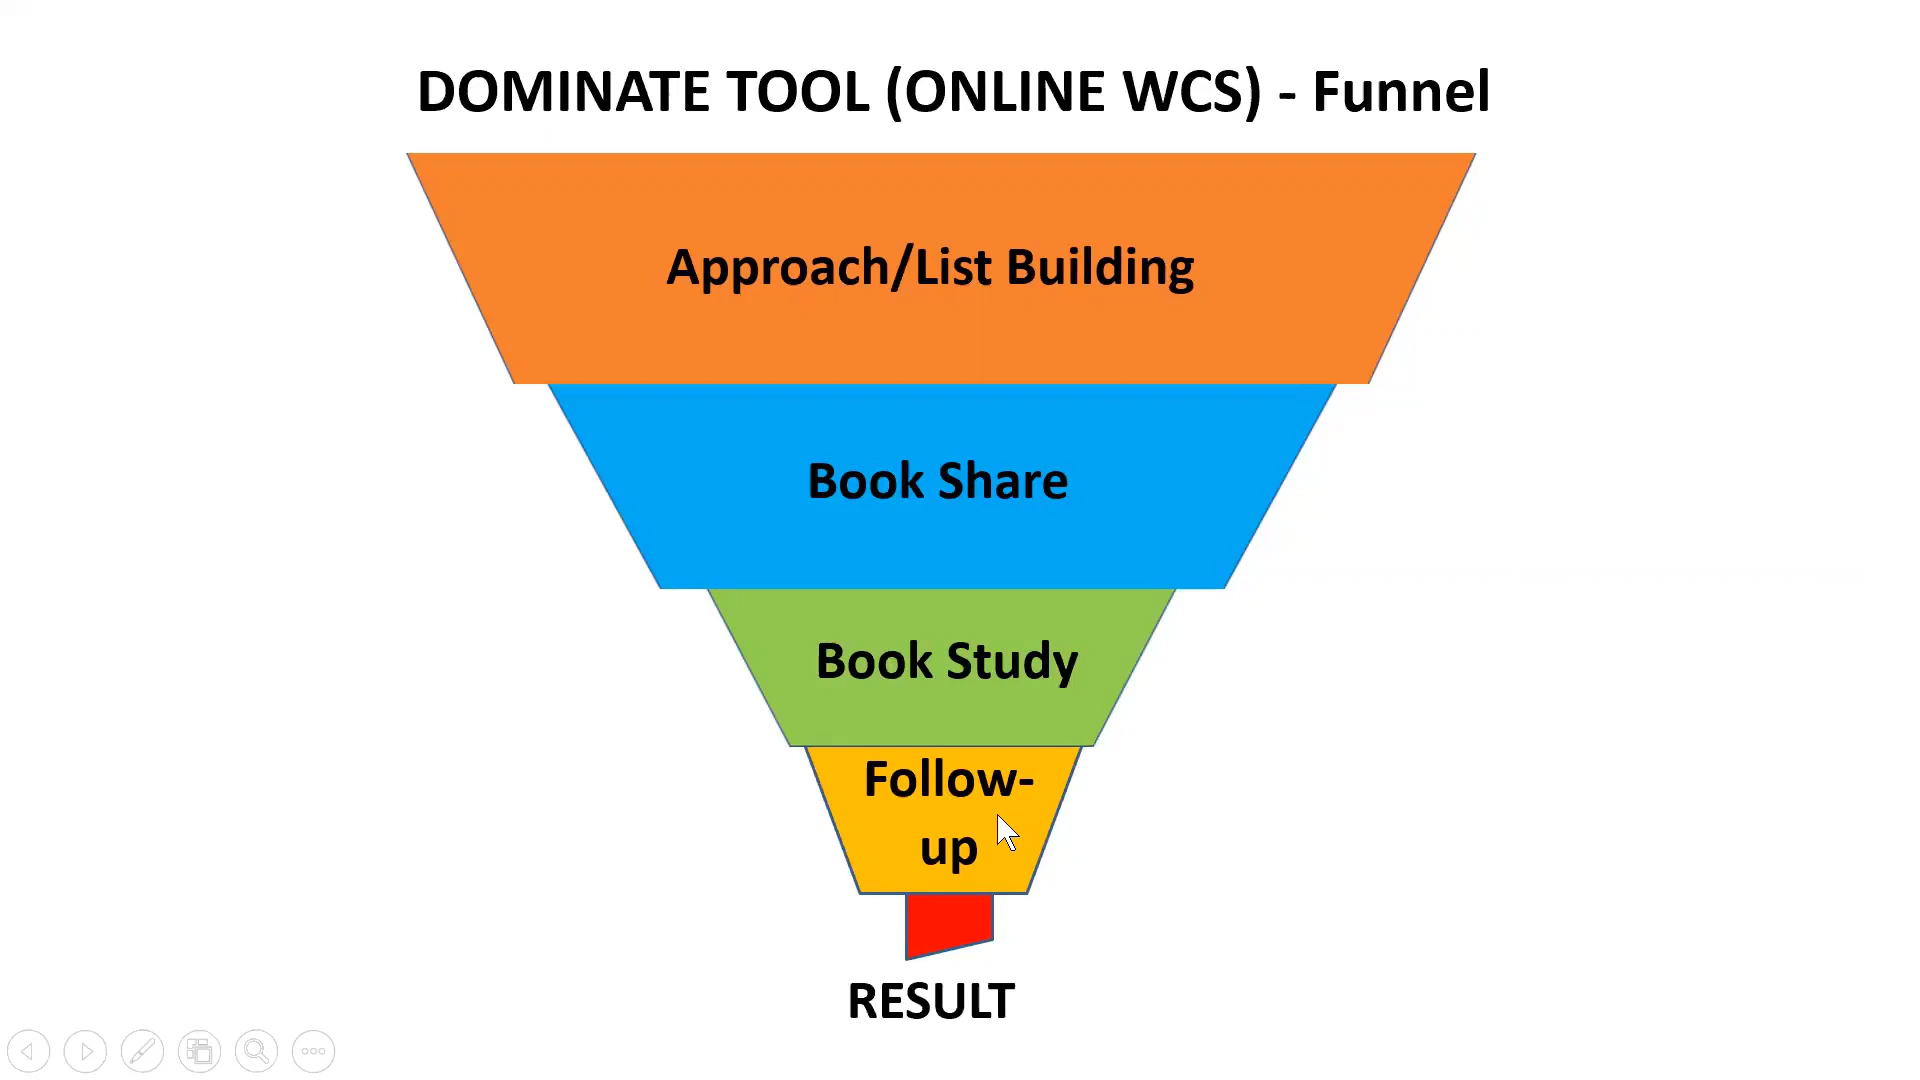 DOMINATE TOOL (ONLINE WCS) - Funnel
Approach/List Building
Book Share
Book Study
Follow-
up
RESULT